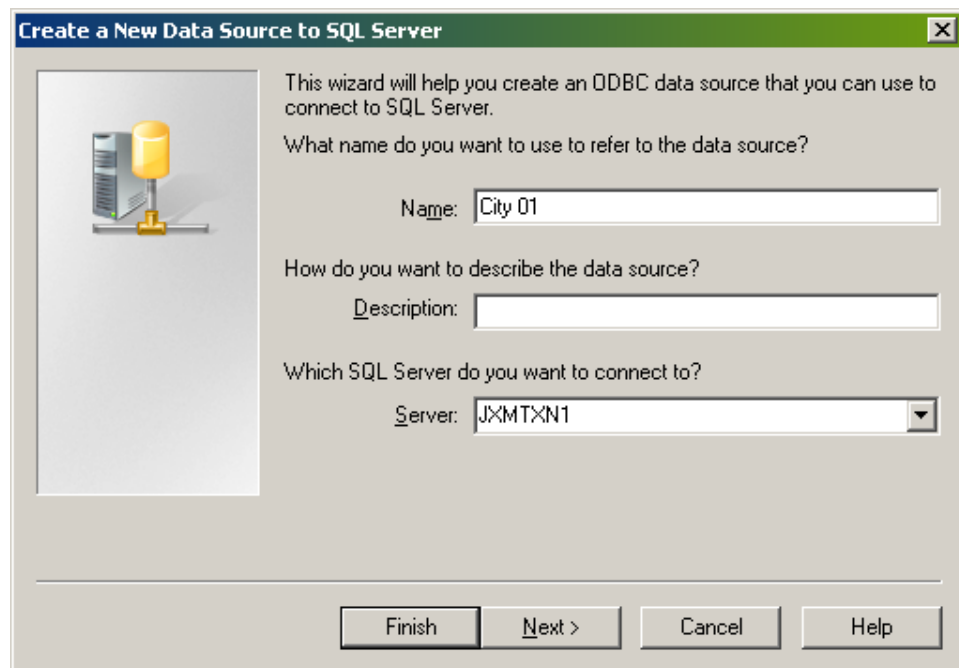 Create a New Data Source to SQL Server
This wizard will help you create an ODBC data source that you can use to
connect to SQL Server.
What name do you want to use to refer to the data source?
Name: City 01
How do you want to describe the data source?
Description:
Which SQL Server do you want to connect to?
Server: JXMTXN1
Finish Next > Cancel Help